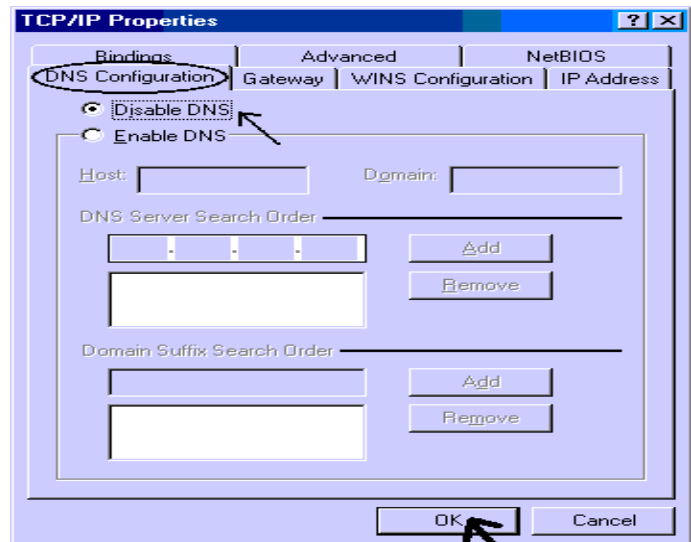 TCP/IP Properties
? ×
Bindings Advanced NetBIOS
DNS Configuration Gateway WINS Configuration IP Address
Disable DNS
Enable DNS
Host: Domain:
DNS Server Search Order
. . .
Add
Remove
Domain Suffix Search Order
Add
Remove
OK Cancel